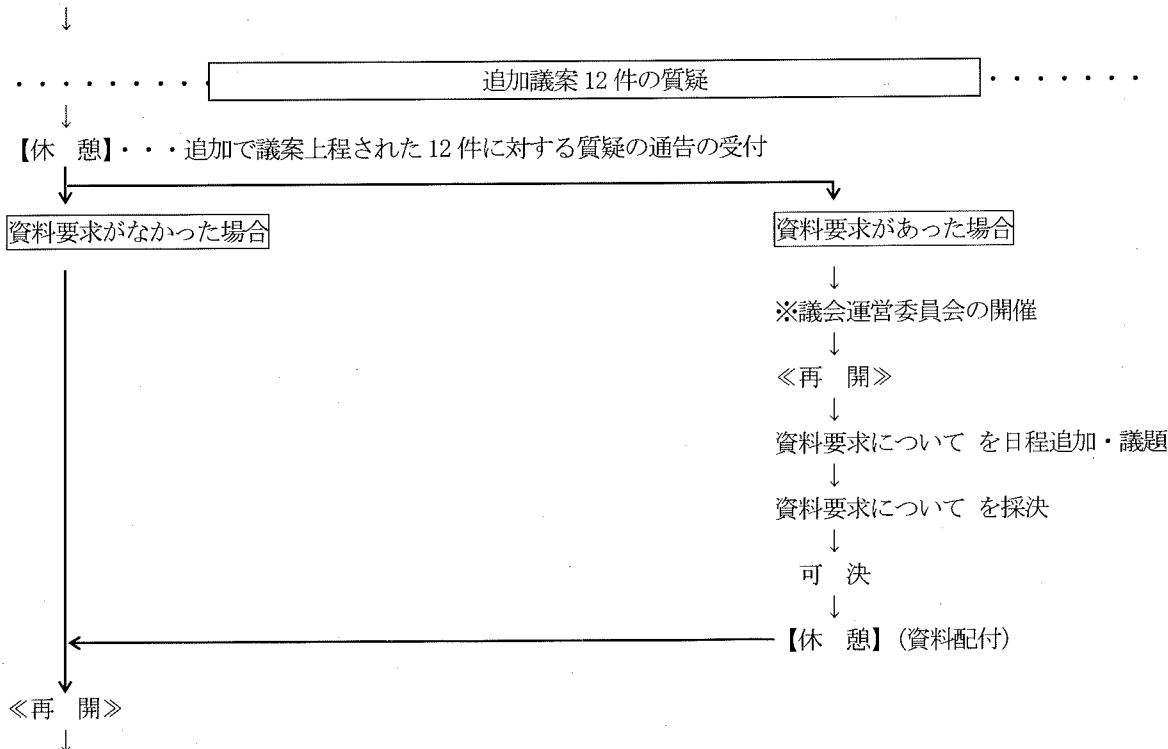 ↓
・・・・・・・・・ 追加議案 12 件の質疑 ・・・・・・・
↓
【休　憩】・・・追加で議案上程された 12 件に対する質疑の通告の受付
資料要求がなかった場合
資料要求があった場合
↓
※議会運営委員会の開催
↓
≪再　開≫
↓
資料要求について を日程追加・議題
↓
資料要求について を採決
↓
可　決
↓
【休　憩】（資料配付）
≪再　開≫
↓